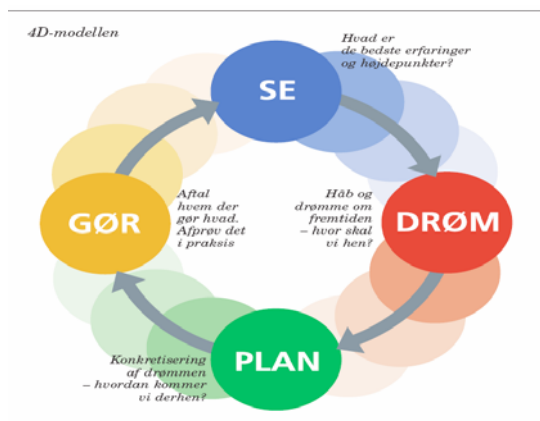 4D-modellen
Hvad er
de bedste erfaringer
og højdepunkter?
SE
Håb og
drømme om
fremtiden
– hvor skal
vi hen?
DRØM
PLAN
Konkretisering
af drømmen
– hvordan kommer
vi derhen?
GØR
Aftal
hvem der
gør hvad.
Afprøv det
i praksis